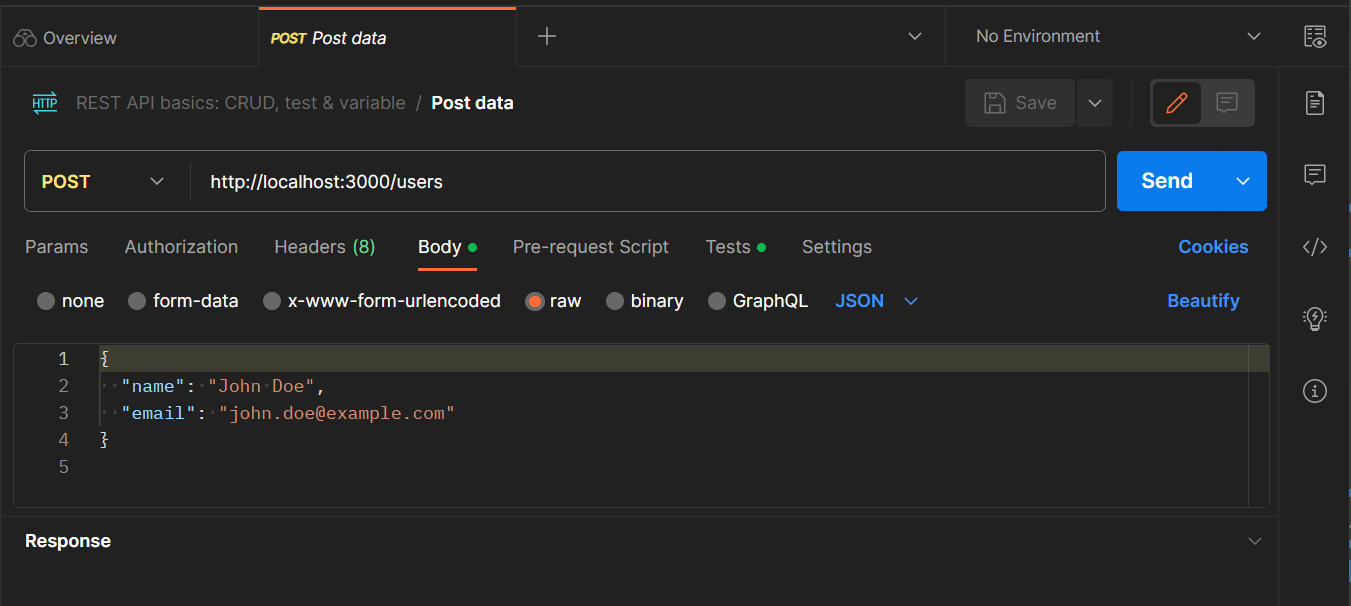 Overview
POST Post data
No Environment
HTTP REST API basics: CRUD, test & variable / Post data
Save
POST http://localhost:3000/users
Send
Params Authorization Headers (8) Body Pre-request Script Tests Settings Cookies
none form-data x-www-form-urlencoded raw binary GraphQL JSON Beautify
1 {
2 "name": "John Doe",
3 "email": "john.doe@example.com"
4 }
5
Response